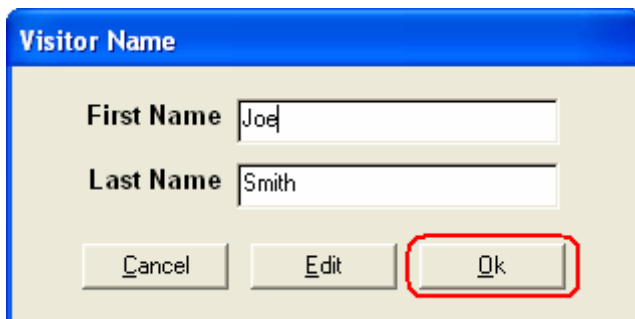 Visitor Name
First Name Joe
Last Name Smith
Cancel Edit Ok